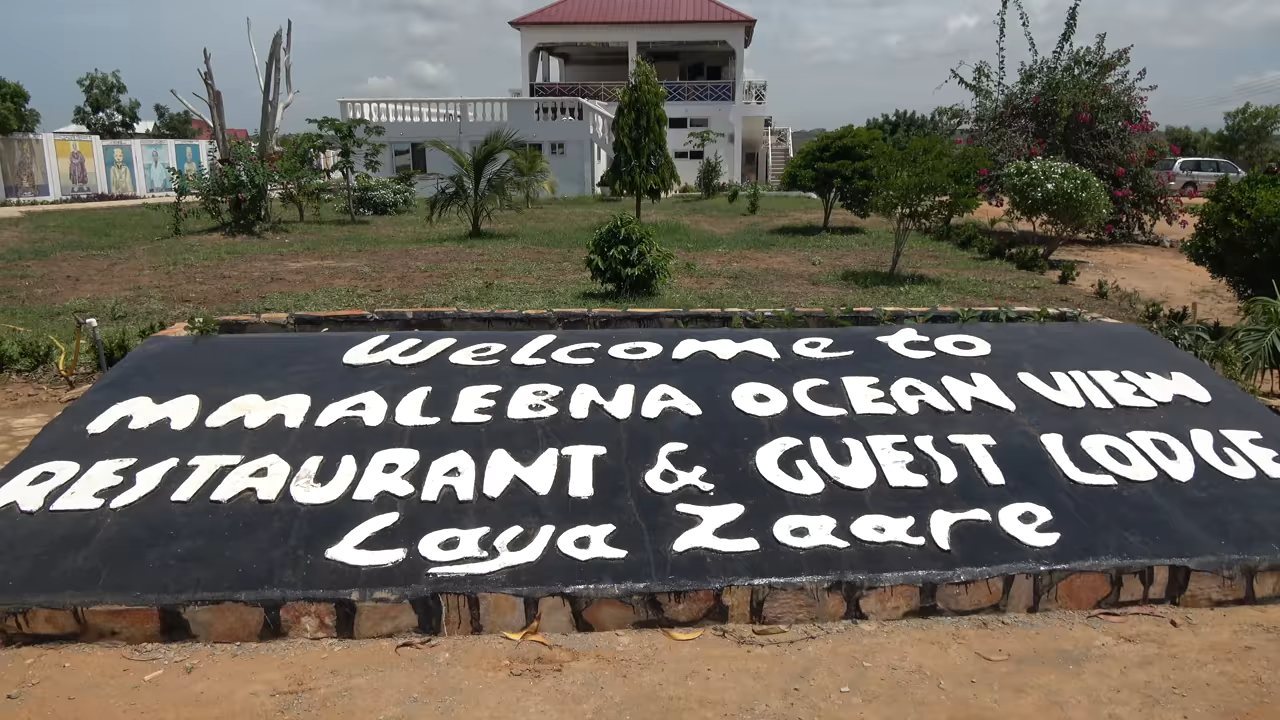 Welcome to
MMALEBNA OCEAN VIEW
RESTAURANT & GUEST LODGE
Laya Zaare